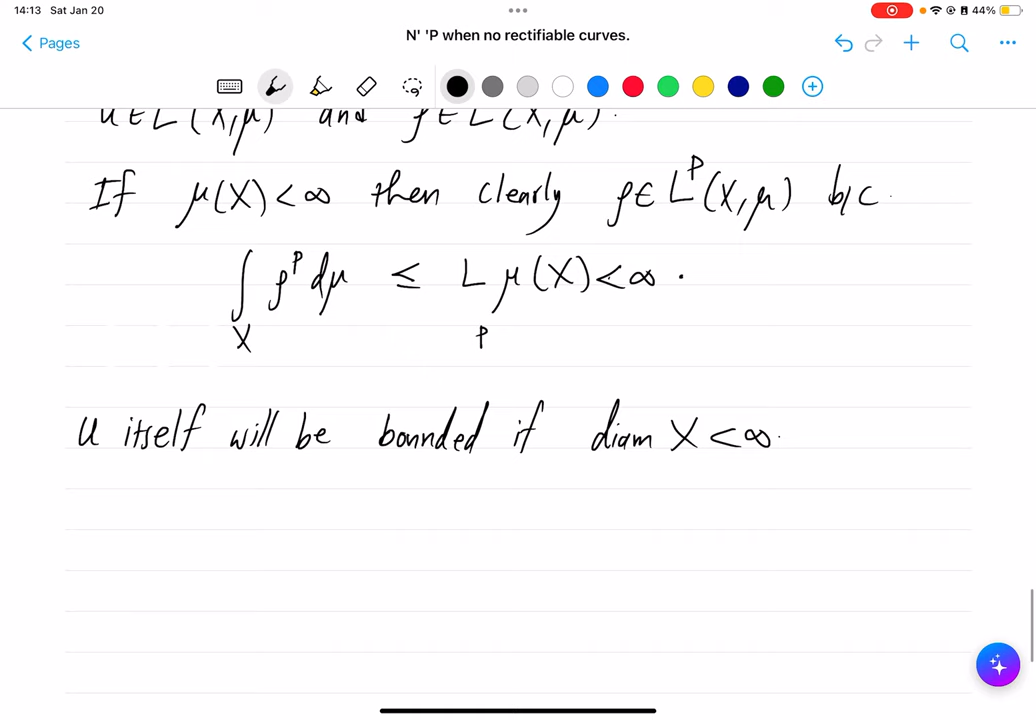 14:13 Sat Jan 20
44%
Pages
N' 'P when no rectifiable curves.
u ∈ L (X,μ) and ρ ∈ L (X,μ).
If μ(X) < ∞ then clearly ρ ∈ L^p(X,μ) b/c.
∫_X ρ^p dμ ≤ L_p μ(X) < ∞.
U itself will be bounded if diam X < ∞.